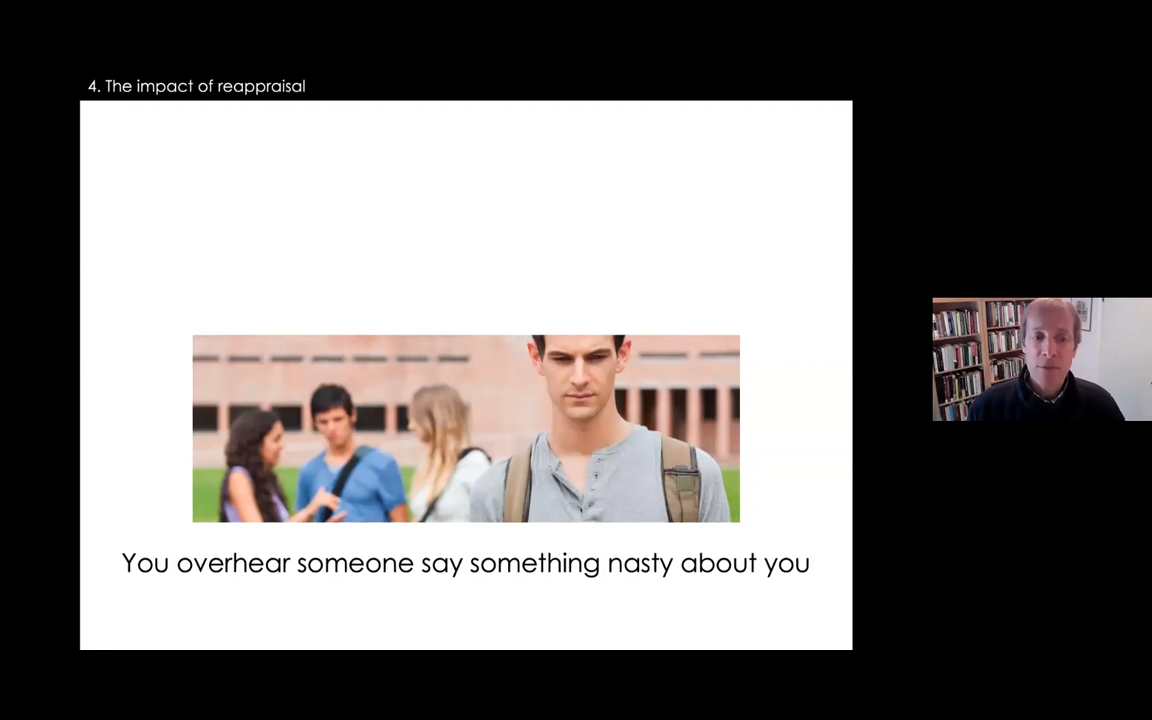 4. The impact of reappraisal
You overhear someone say something nasty about you